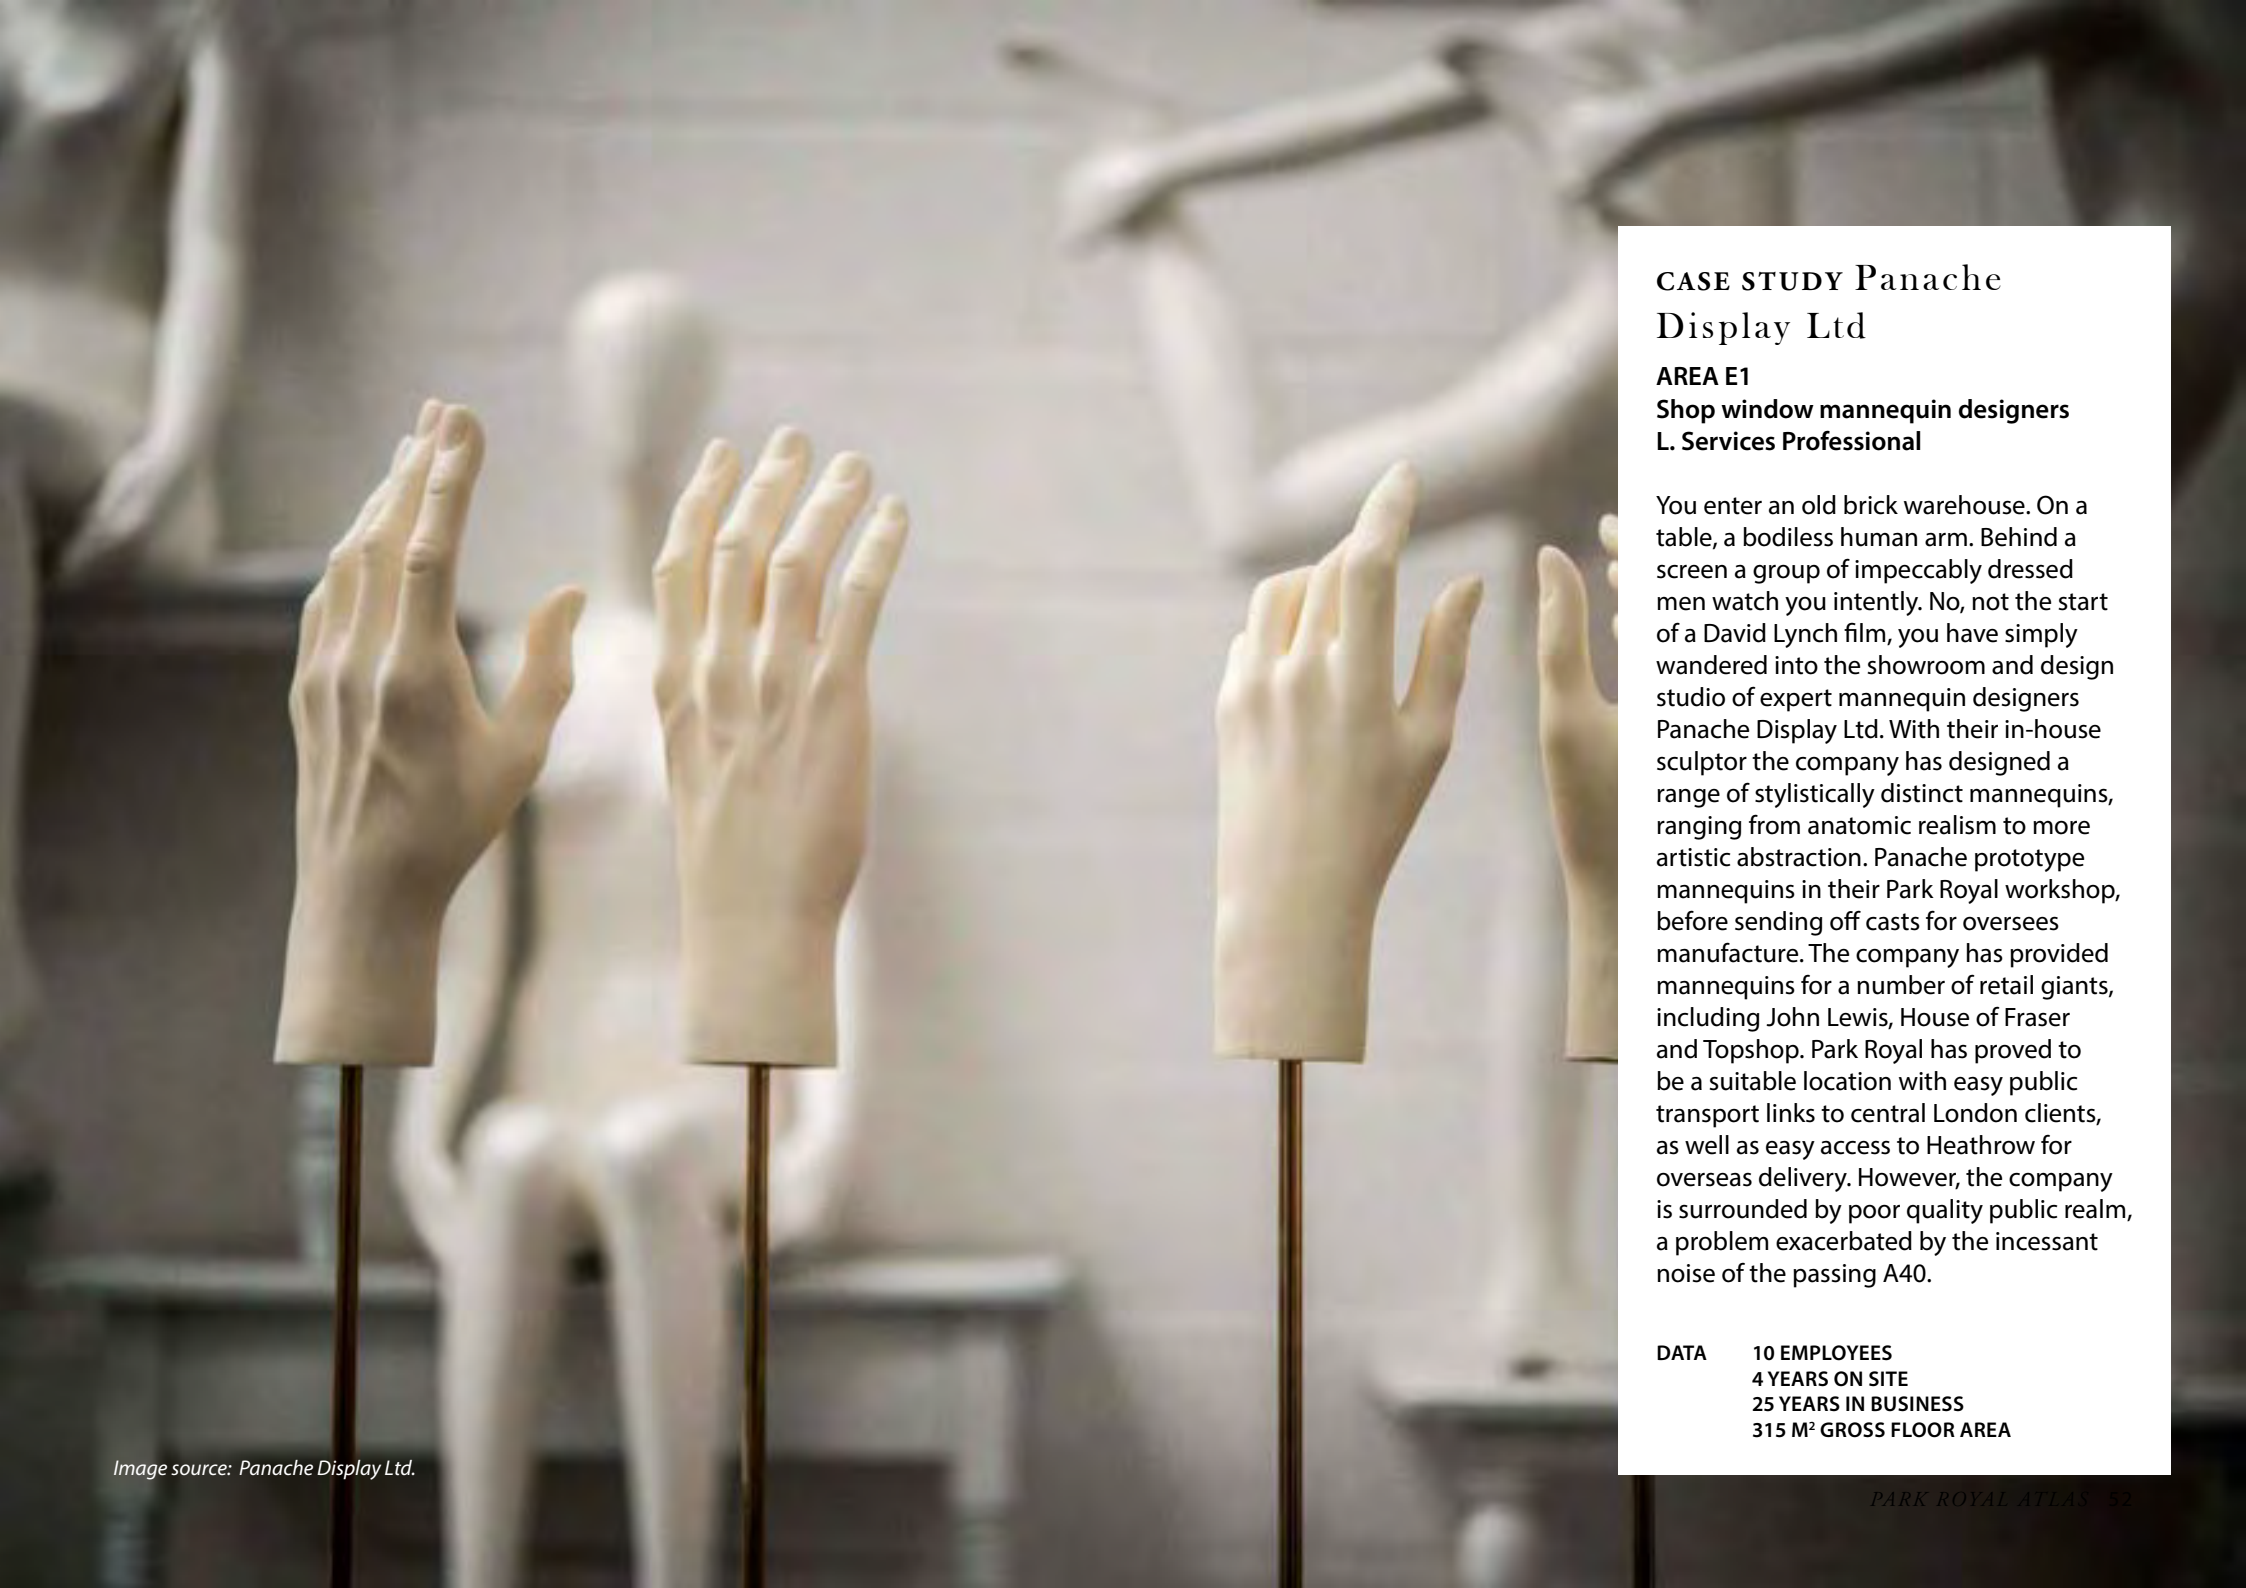 CASE STUDY Panache
Display Ltd
AREA E1
Shop window mannequin designers
L. Services Professional
You enter an old brick warehouse. On a
table, a bodiless human arm. Behind a
screen a group of impeccably dressed
men watch you intently. No, not the start
of a David Lynch film, you have simply
wandered into the showroom and design
studio of expert mannequin designers
Panache Display Ltd. With their in-house
sculptor the company has designed a
range of stylistically distinct mannequins,
ranging from anatomic realism to more
artistic abstraction. Panache prototype
mannequins in their Park Royal workshop,
before sending off casts for oversees
manufacture. The company has provided
mannequins for a number of retail giants,
including John Lewis, House of Fraser
and Topshop. Park Royal has proved to
be a suitable location with easy public
transport links to central London clients,
as well as easy access to Heathrow for
overseas delivery. However, the company
is surrounded by poor quality public realm,
a problem exacerbated by the incessant
noise of the passing A40.
DATA 10 EMPLOYEES
4 YEARS ON SITE
25 YEARS IN BUSINESS
315 M² GROSS FLOOR AREA
Image source: Panache Display Ltd.
PARK ROYAL ATLAS 52